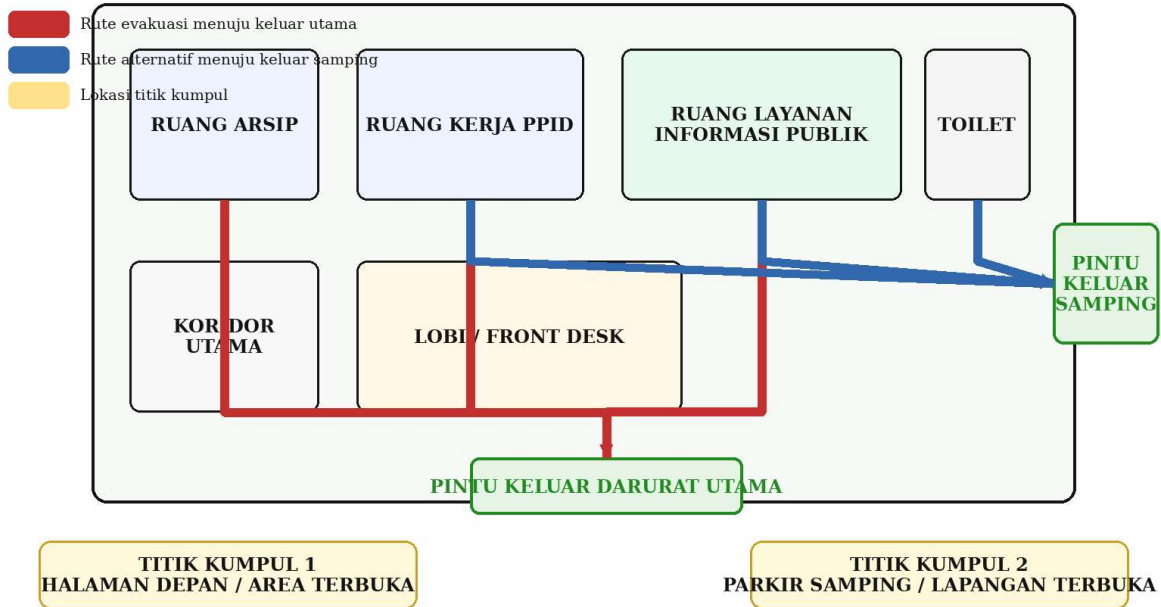 Rute evakuasi menuju keluar utama
Rute alternatif menuju keluar samping
Lokasi titik kumpul
RUANG ARSIP
RUANG KERJA PPID
RUANG LAYANAN
INFORMASI PUBLIK
TOILET
PINTU
KELUAR
SAMPING
KORIDOR
UTAMA
LOBI / FRONT DESK
PINTU KELUAR DARURAT UTAMA
TITIK KUMPUL 1
HALAMAN DEPAN / AREA TERBUKA
TITIK KUMPUL 2
PARKIR SAMPING / LAPANGAN TERBUKA